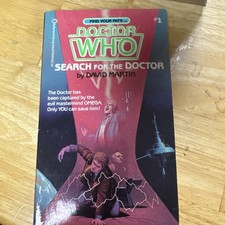 FIND YOUR FATE
#1
DOCTOR
WHO
SEARCH FOR THE DOCTOR
by DAVID MARTIN
The Doctor has
been captured by the
evil mastermind OMEGA.
Only YOU can save him!